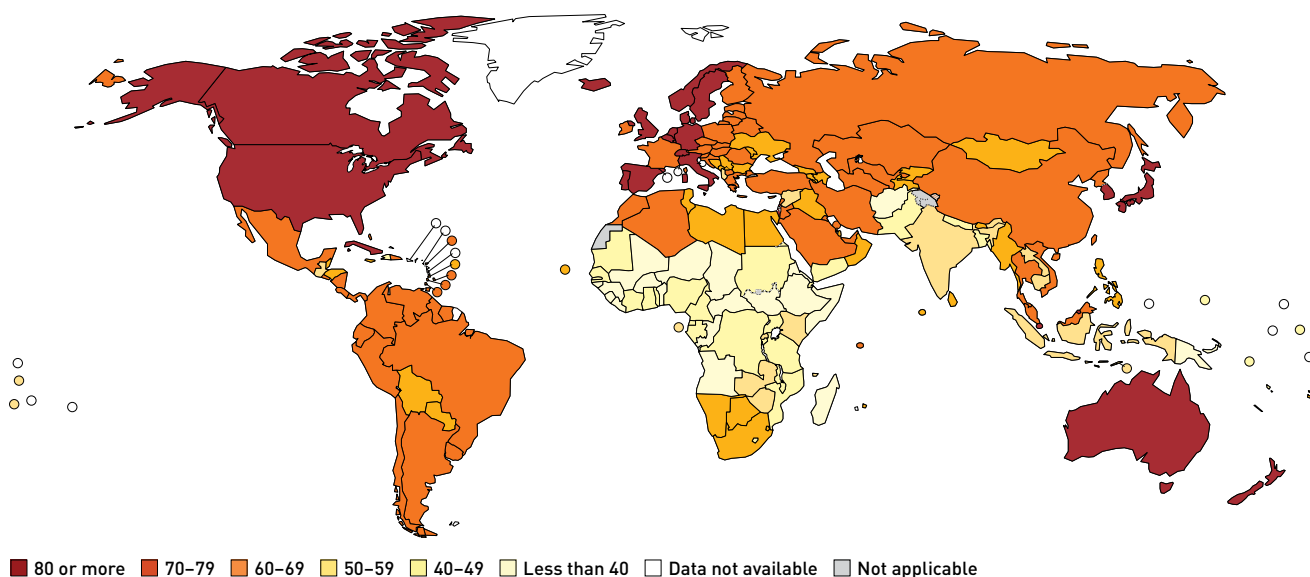 80 or more 70–79 60–69 50–59 40–49 Less than 40 Data not available Not applicable